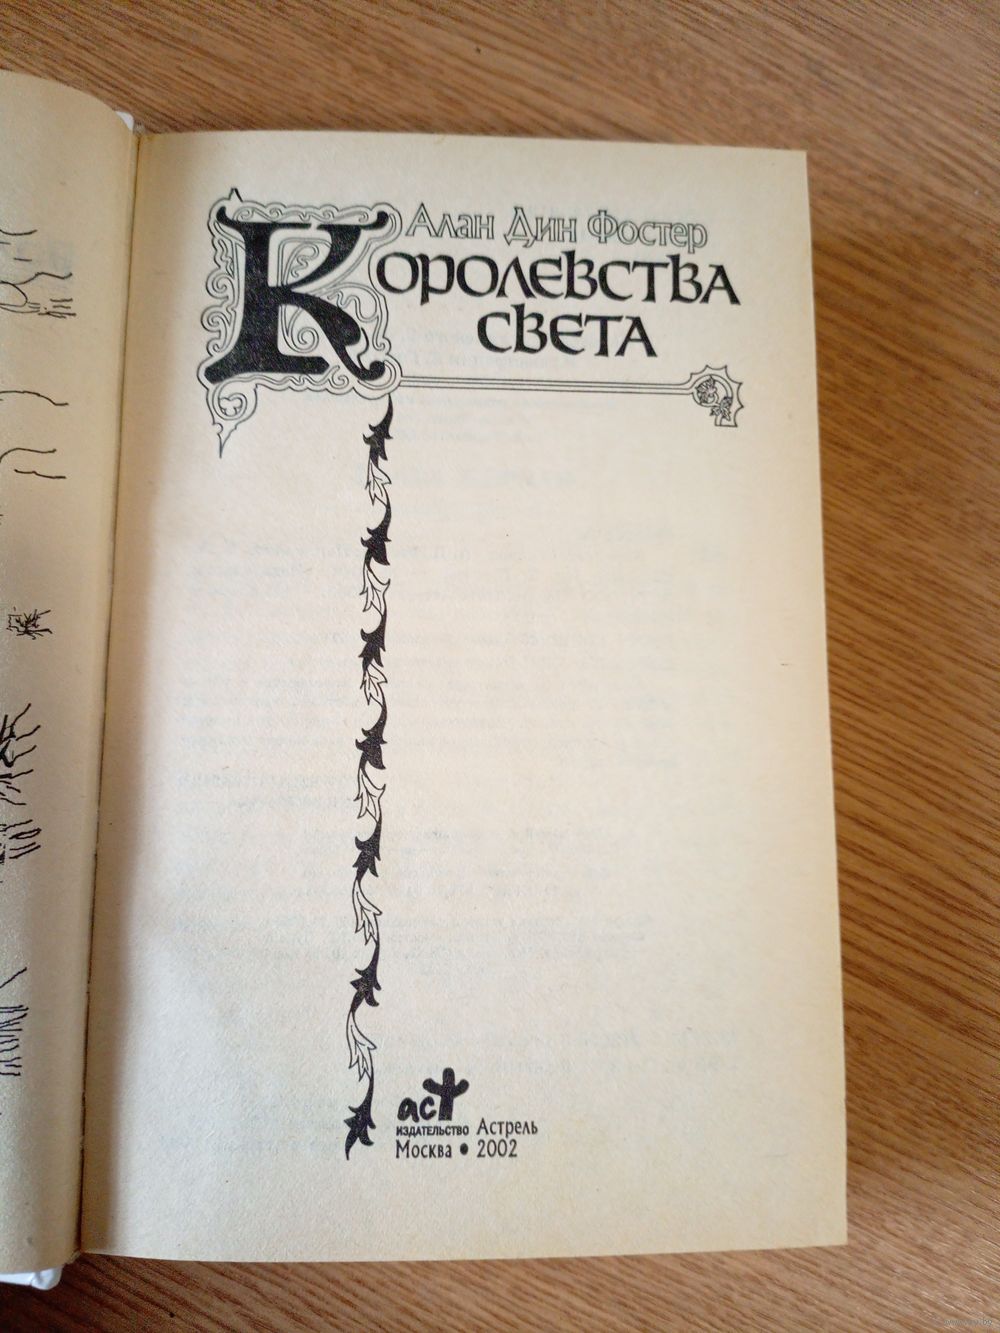 Алан Дин Фостер
Королевства
света
аст
издательство Астрель
Москва • 2002